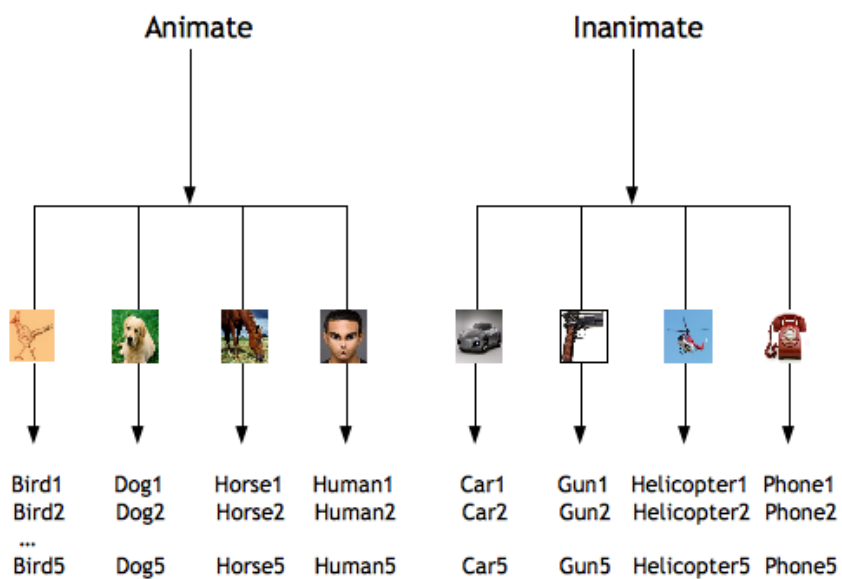 Animate Inanimate
Bird1 Dog1 Horse1 Human1 Car1 Gun1 Helicopter1 Phone1
Bird2 Dog2 Horse2 Human2 Car2 Gun2 Helicopter2 Phone2
...
Bird5 Dog5 Horse5 Human5 Car5 Gun5 Helicopter5 Phone5